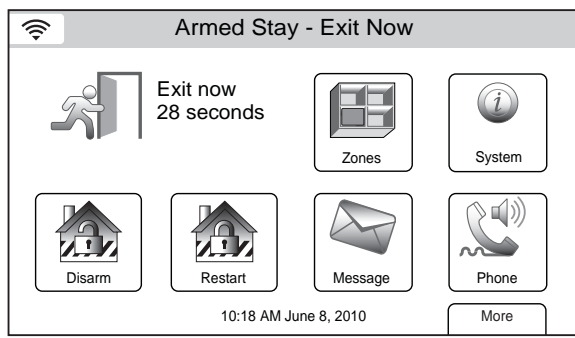 Armed Stay - Exit Now
Exit now
28 seconds
Zones
System
Disarm
Restart
Message
Phone
10:18 AM June 8, 2010
More